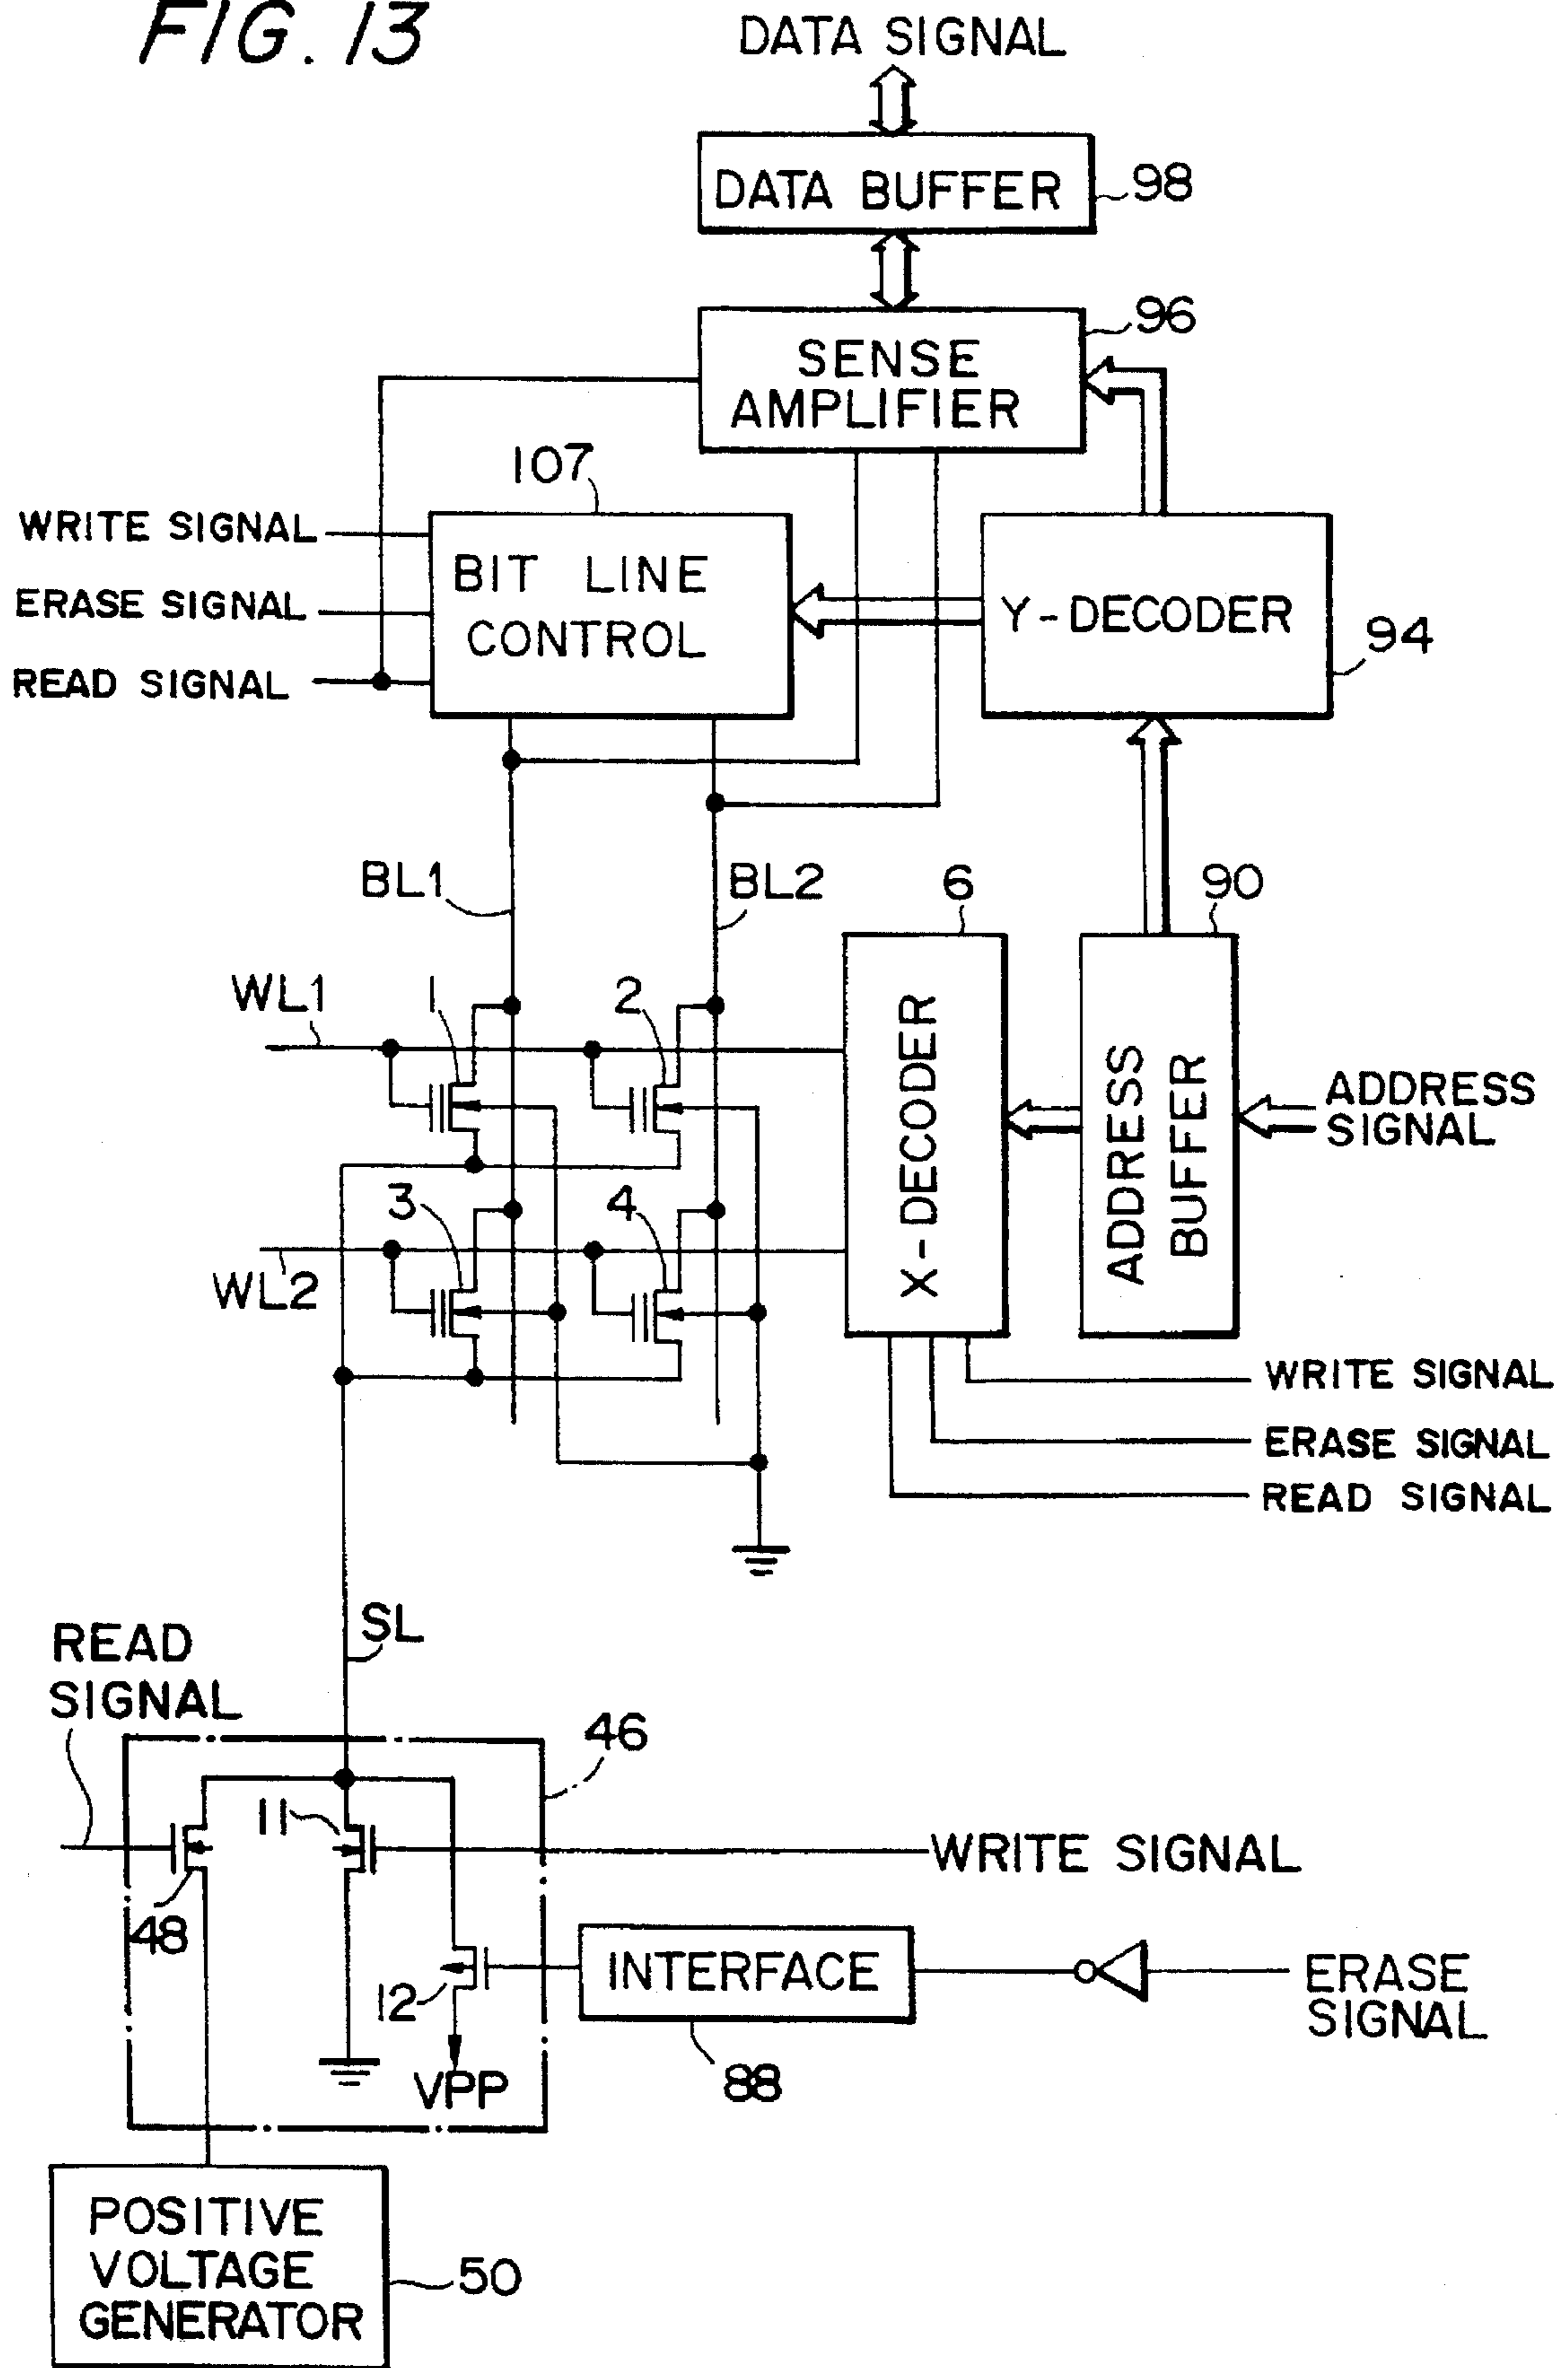 FIG. 13
DATA SIGNAL
DATA BUFFER
98
96
SENSE
AMPLIFIER
107
WRITE SIGNAL
ERASE SIGNAL
READ SIGNAL
BIT LINE
CONTROL
Y-DECODER
94
BL1
BL2
6
90
WL1
1
2
X-DECODER
ADDRESS
BUFFER
ADDRESS
SIGNAL
3
4
WL2
WRITE SIGNAL
ERASE SIGNAL
READ SIGNAL
SL
READ
SIGNAL
46
11
WRITE SIGNAL
48
INTERFACE
12
ERASE
SIGNAL
VPP
88
POSITIVE
VOLTAGE
GENERATOR
50